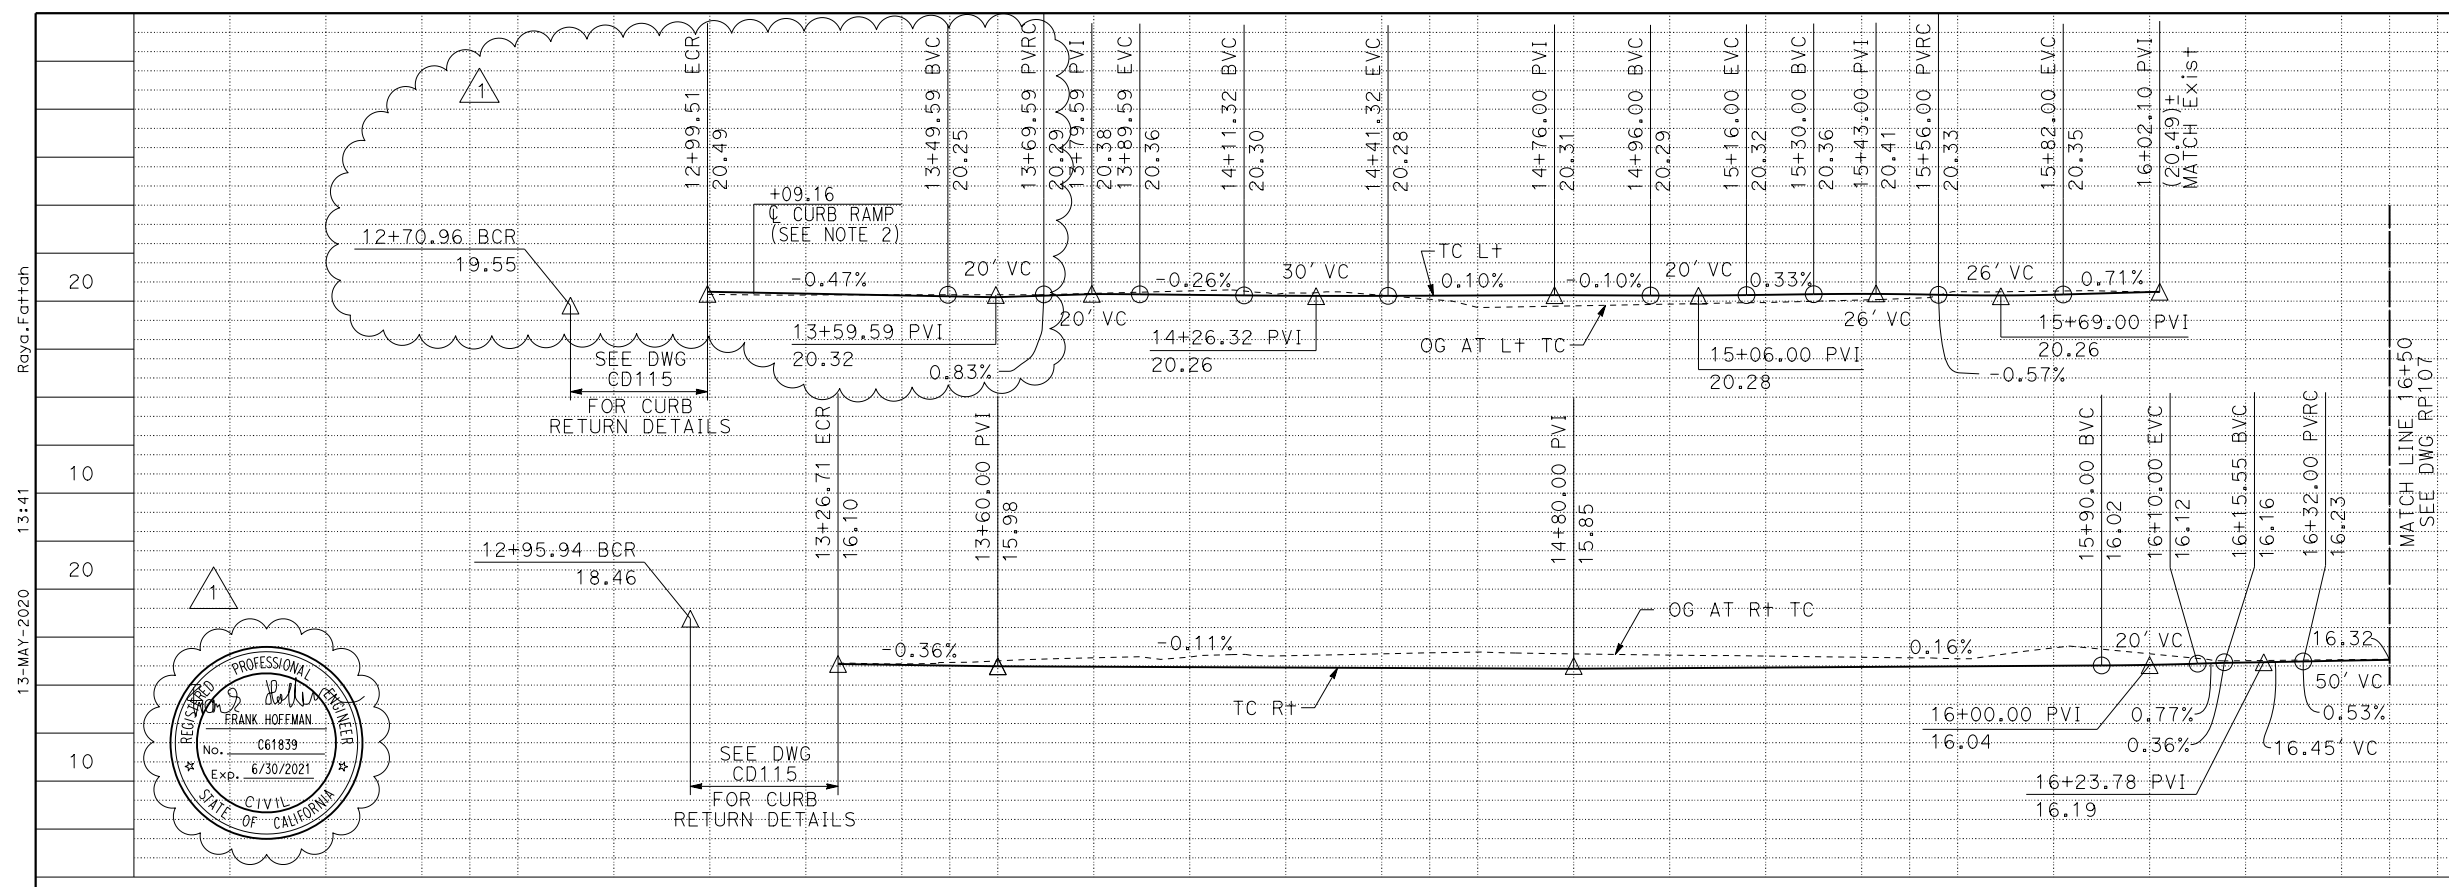 12+99.51 ECR
20.49
13+49.59 BVC
20.25
13+69.59 PVRC
20.29
13+79.59 PVI
20.38
13+89.59 EVC
20.36
14+11.32 BVC
20.30
14+41.32 EVC
20.28
14+76.00 PVI
20.31
14+96.00 BVC
20.29
15+16.00 EVC
20.32
15+30.00 BVC
20.36
15+43.00 PVI
20.41
15+56.00 PVRC
20.33
15+82.00 EVC
20.35
16+02.10 PVI
(20.49)±
MATCH Exist
1
+09.16
℄ CURB RAMP
(SEE NOTE 2)
12+70.96 BCR
19.55
20
-0.47%
20' VC
-0.26%
30' VC
TC Lt
0.10%
-0.10%
20' VC
0.33%
26' VC
0.71%
13+59.59 PVI
20.32
0.83%
20' VC
14+26.32 PVI
20.26
OG AT Lt TC
15+06.00 PVI
20.28
26' VC
15+69.00 PVI
20.26
-0.57%
SEE DWG
CD115
FOR CURB
RETURN DETAILS
MATCH LINE 16+50
SEE DWG RP107
10
13+26.71 ECR
16.10
13+60.00 PVI
15.98
14+80.00 PVI
15.85
15+90.00 BVC
16.02
16+10.00 EVC
16.12
16+15.55 BVC
16.16
16+32.00 PVRC
16.23
12+95.94 BCR
18.46
20
1
-0.36%
-0.11%
OG AT Rt TC
0.16%
20' VC
16.32
50' VC
TC Rt
16+00.00 PVI
16.04
0.77%
0.36%
0.53%
16.45' VC
16+23.78 PVI
16.19
10
SEE DWG
CD115
FOR CURB
RETURN DETAILS
REGISTERED PROFESSIONAL ENGINEER
FRANK HOFFMAN
No. C61839
Exp. 6/30/2021
CIVIL
STATE OF CALIFORNIA
13-MAY-2020 13:41 Raya.Fattah